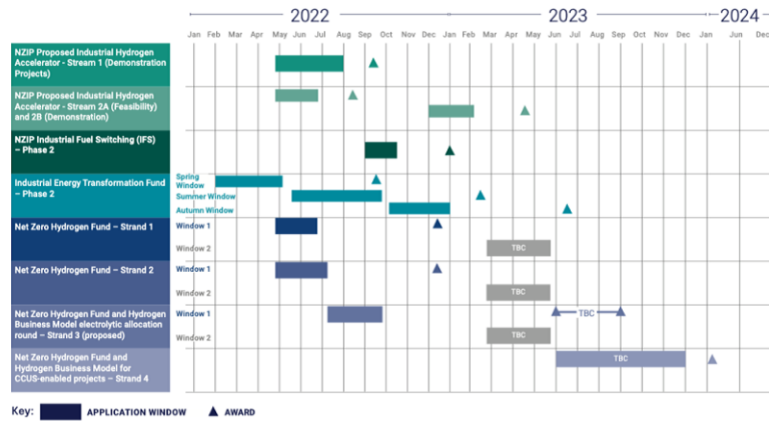 2022 2023 2024
Jan Feb Mar Apr May Jun July Aug Sep Oct Nov Dec Jan Feb Mar Apr May Jun Jul Aug Sep Oct Nov Dec Jan Jun Dec
NZIP Proposed Industrial Hydrogen
Accelerator - Stream 1 (Demonstration
Projects)
NZIP Proposed Industrial Hydrogen
Accelerator - Stream 2A (Feasibility)
and 2B (Demonstration)
NZIP Industrial Fuel Switching (IFS)
– Phase 2
Industrial Energy Transformation Fund
– Phase 2
Spring
Window
Summer Window
Autumn Window
Net Zero Hydrogen Fund – Strand 1
Window 1
Window 2 TBC
Net Zero Hydrogen Fund – Strand 2
Window 1
Window 2 TBC
Net Zero Hydrogen Fund and Hydrogen
Business Model electrolytic allocation
round – Strand 3 (proposed)
Window 1 TBC
Window 2 TBC
Net Zero Hydrogen Fund and
Hydrogen Business Model for
CCUS-enabled projects – Strand 4
TBC
Key: APPLICATION WINDOW AWARD